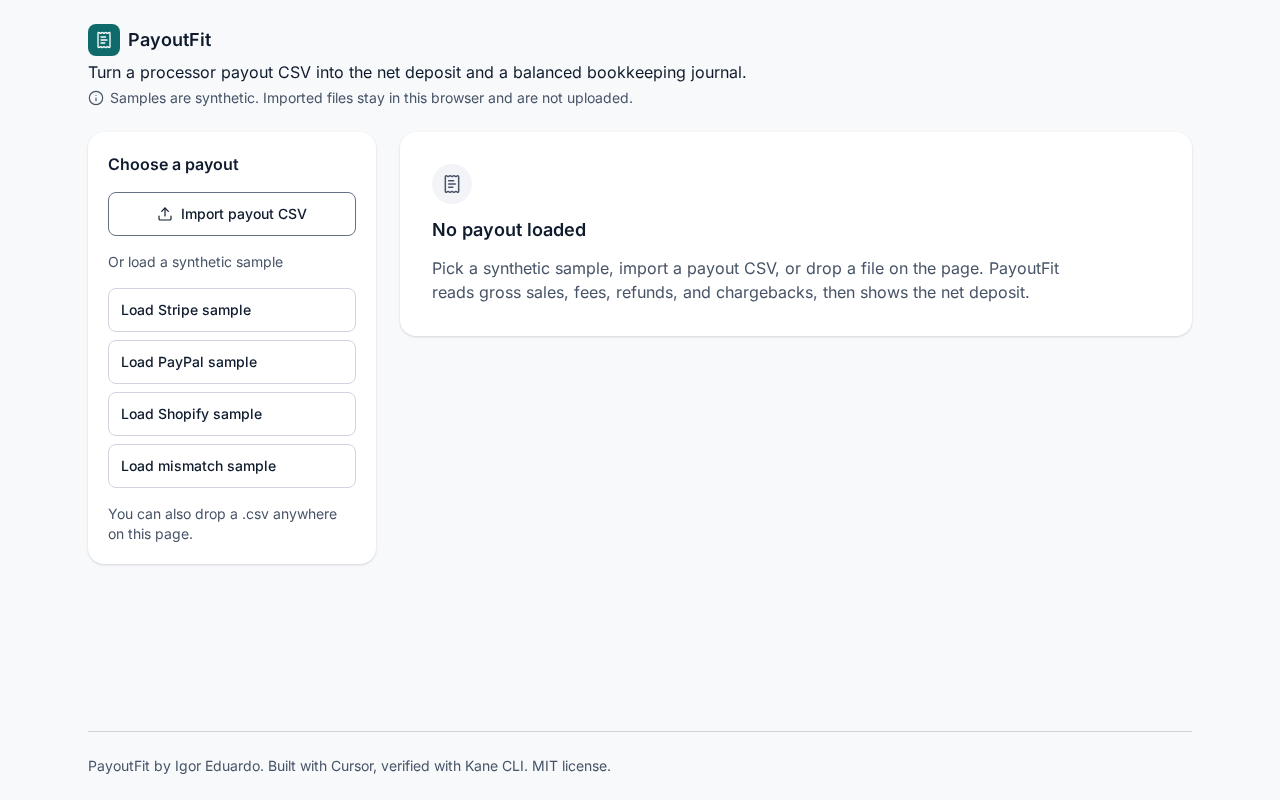 PayoutFit
Turn a processor payout CSV into the net deposit and a balanced bookkeeping journal.
Samples are synthetic. Imported files stay in this browser and are not uploaded.
Choose a payout
Import payout CSV
Or load a synthetic sample
Load Stripe sample
Load PayPal sample
Load Shopify sample
Load mismatch sample
You can also drop a .csv anywhere
on this page.
No payout loaded
Pick a synthetic sample, import a payout CSV, or drop a file on the page. PayoutFit
reads gross sales, fees, refunds, and chargebacks, then shows the net deposit.
PayoutFit by Igor Eduardo. Built with Cursor, verified with Kane CLI. MIT license.